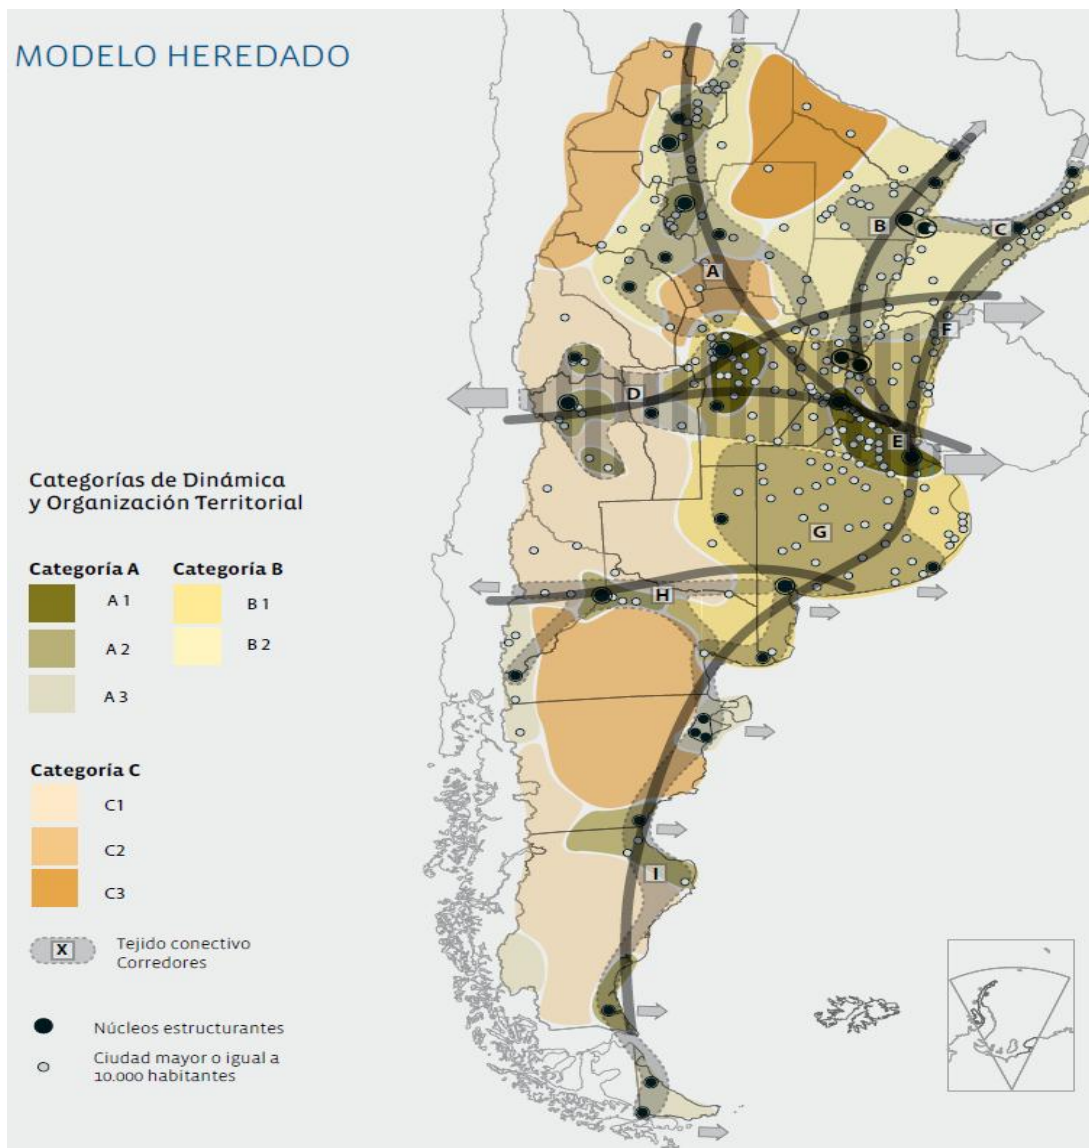 MODELO HEREDADO
A
B
C
F
D
E
G
H
I
Categorías de Dinámica
y Organización Territorial
Categoría A
A 1
A 2
A 3
Categoría B
B 1
B 2
Categoría C
C1
C2
C3
X
Tejido conectivo
Corredores
Núcleos estructurantes
Ciudad mayor o igual a
10.000 habitantes